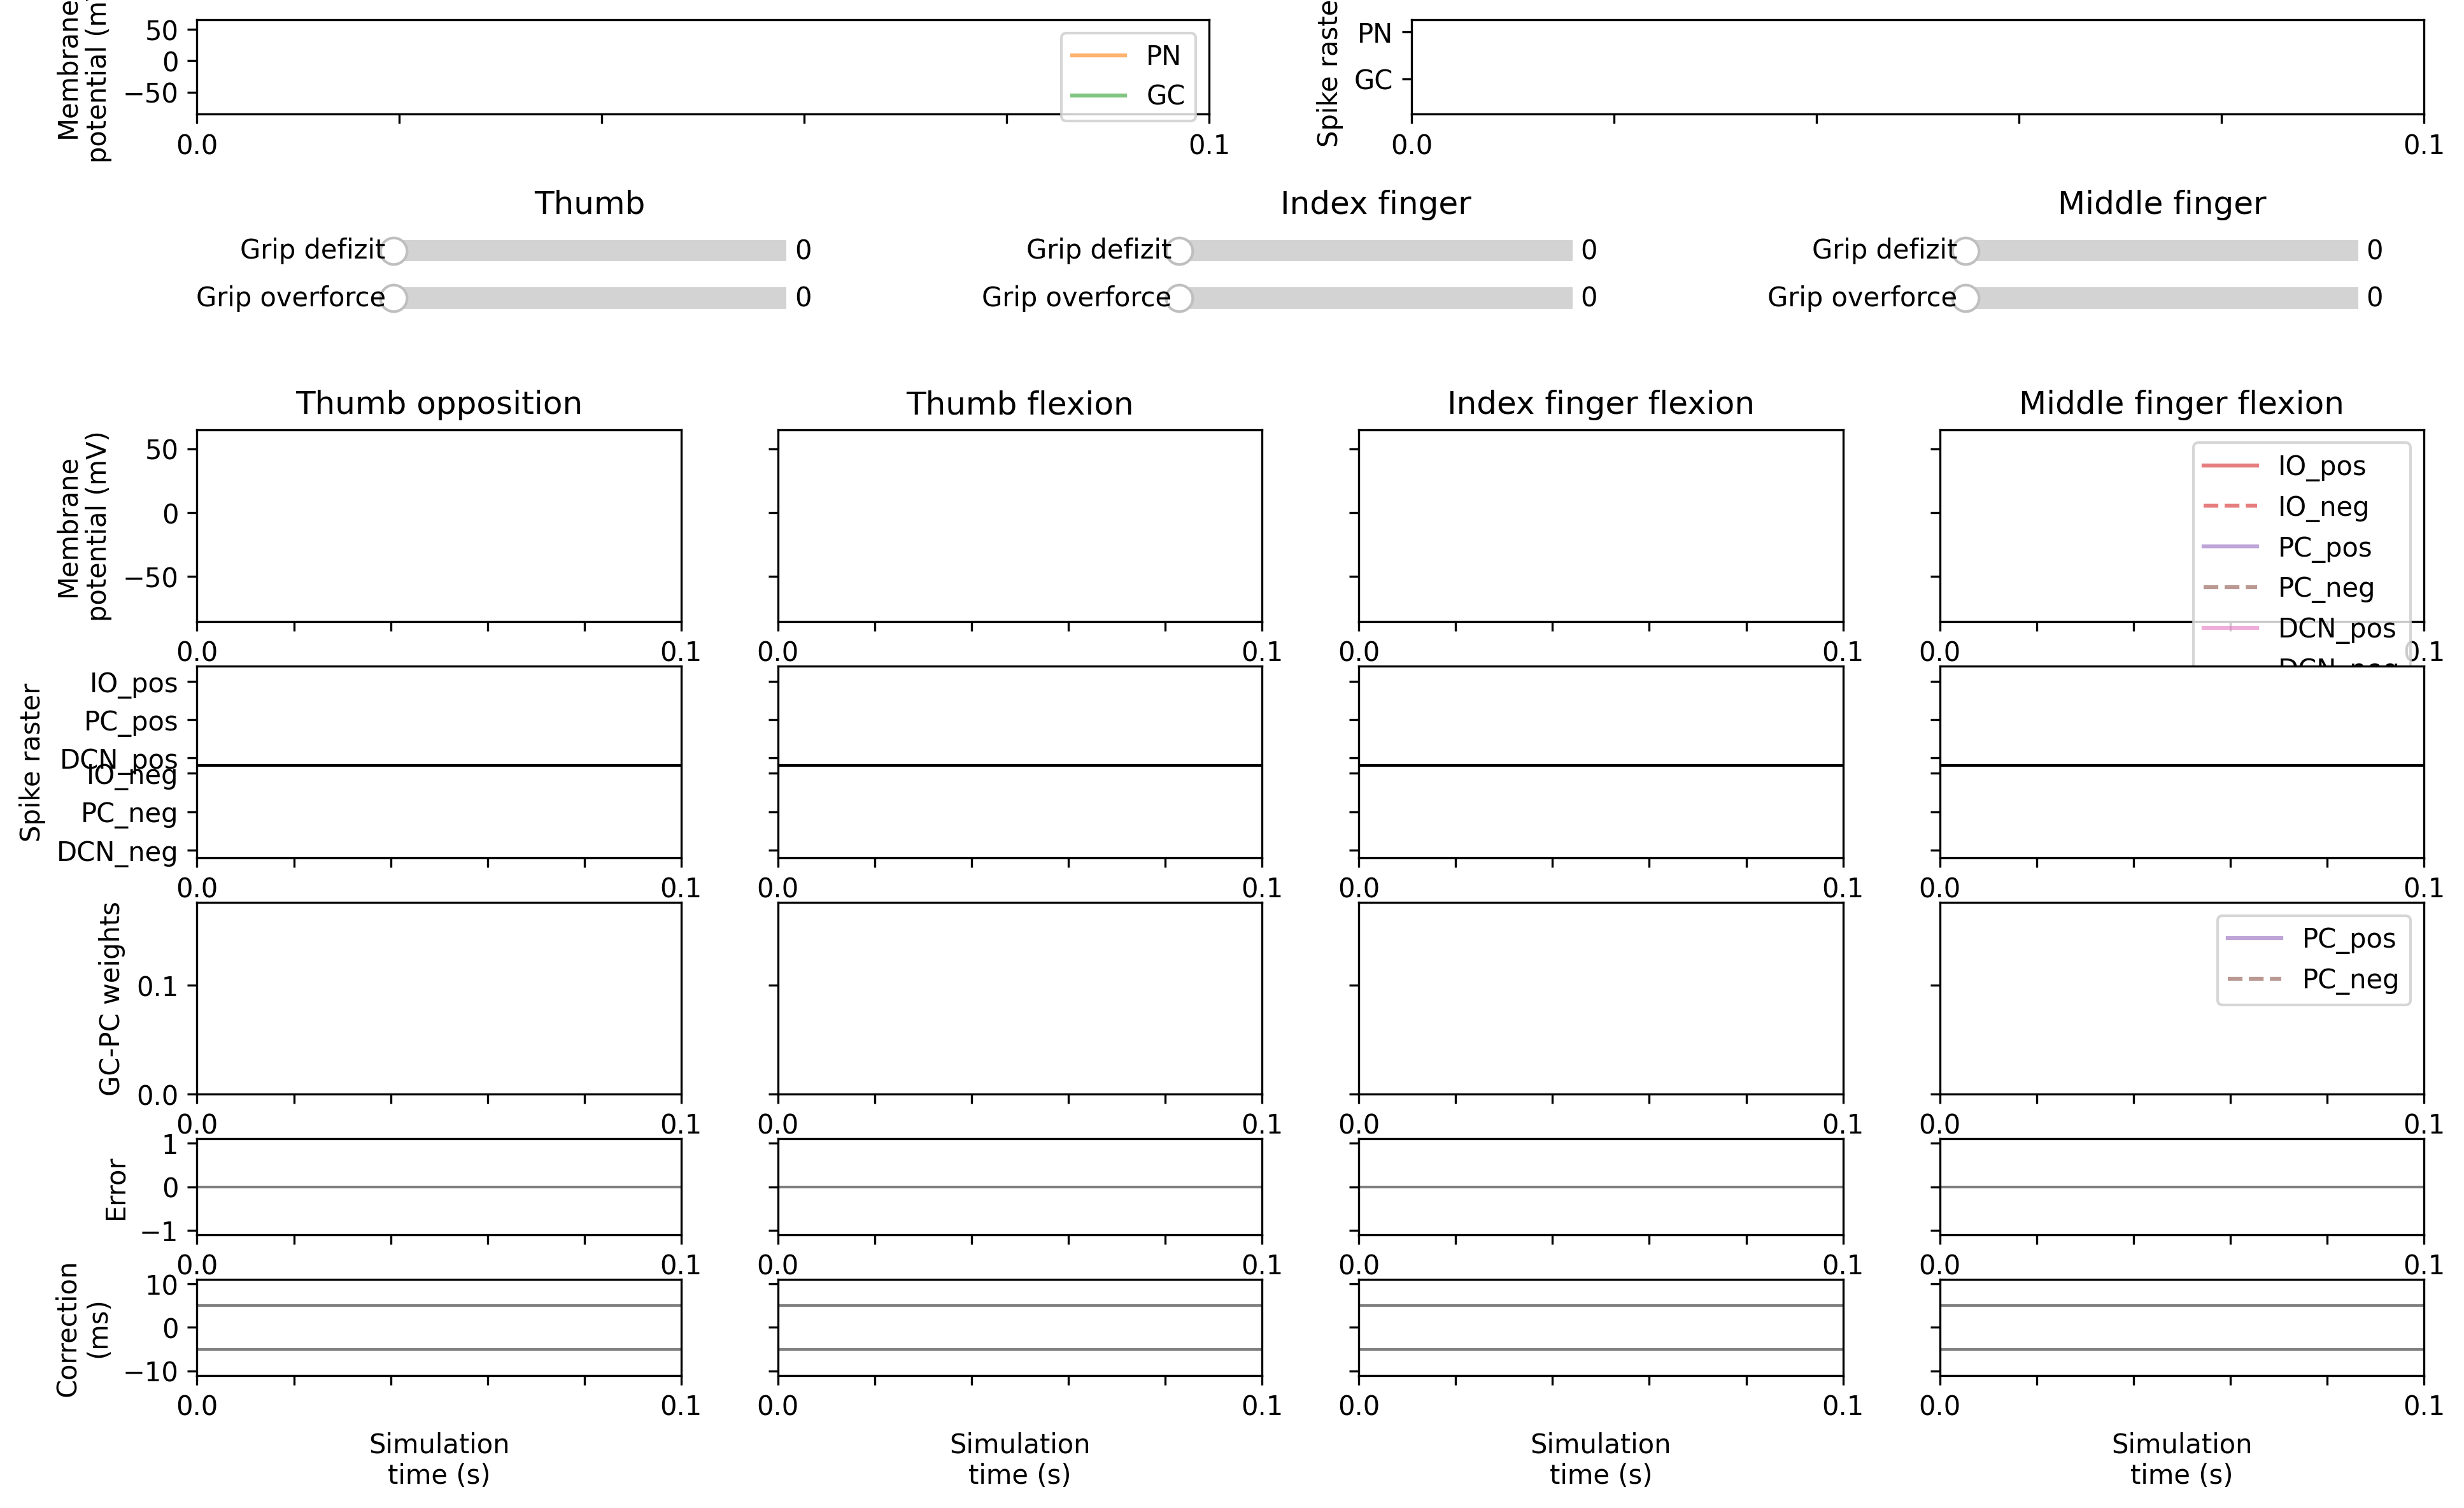 Membrane
potential (m
50
0
−50
PN
GC
0.0
0.1
Spike raste
PN
GC
0.0
0.1
Thumb
Grip defizit
0
Grip overforce
0
Index finger
Grip defizit
0
Grip overforce
0
Middle finger
Grip defizit
0
Grip overforce
0
Thumb opposition
Thumb flexion
Index finger flexion
Middle finger flexion
Membrane
potential (mV)
50
0
−50
IO_pos
IO_neg
PC_pos
PC_neg
DCN_pos
DCN_neg
0.0
0.1
0.0
0.1
0.0
0.1
0.0
0.1
Spike raster
IO_pos
PC_pos
DCN_pos
IO_neg
PC_neg
DCN_neg
0.0
0.1
0.0
0.1
0.0
0.1
0.0
0.1
GC-PC weights
0.1
0.0
PC_pos
PC_neg
0.0
0.1
0.0
0.1
0.0
0.1
0.0
0.1
Error
1
0
−1
0.0
0.1
0.0
0.1
0.0
0.1
0.0
0.1
Correction
(ms)
10
0
−10
0.0
0.1
0.0
0.1
0.0
0.1
0.0
0.1
Simulation
time (s)
Simulation
time (s)
Simulation
time (s)
Simulation
time (s)